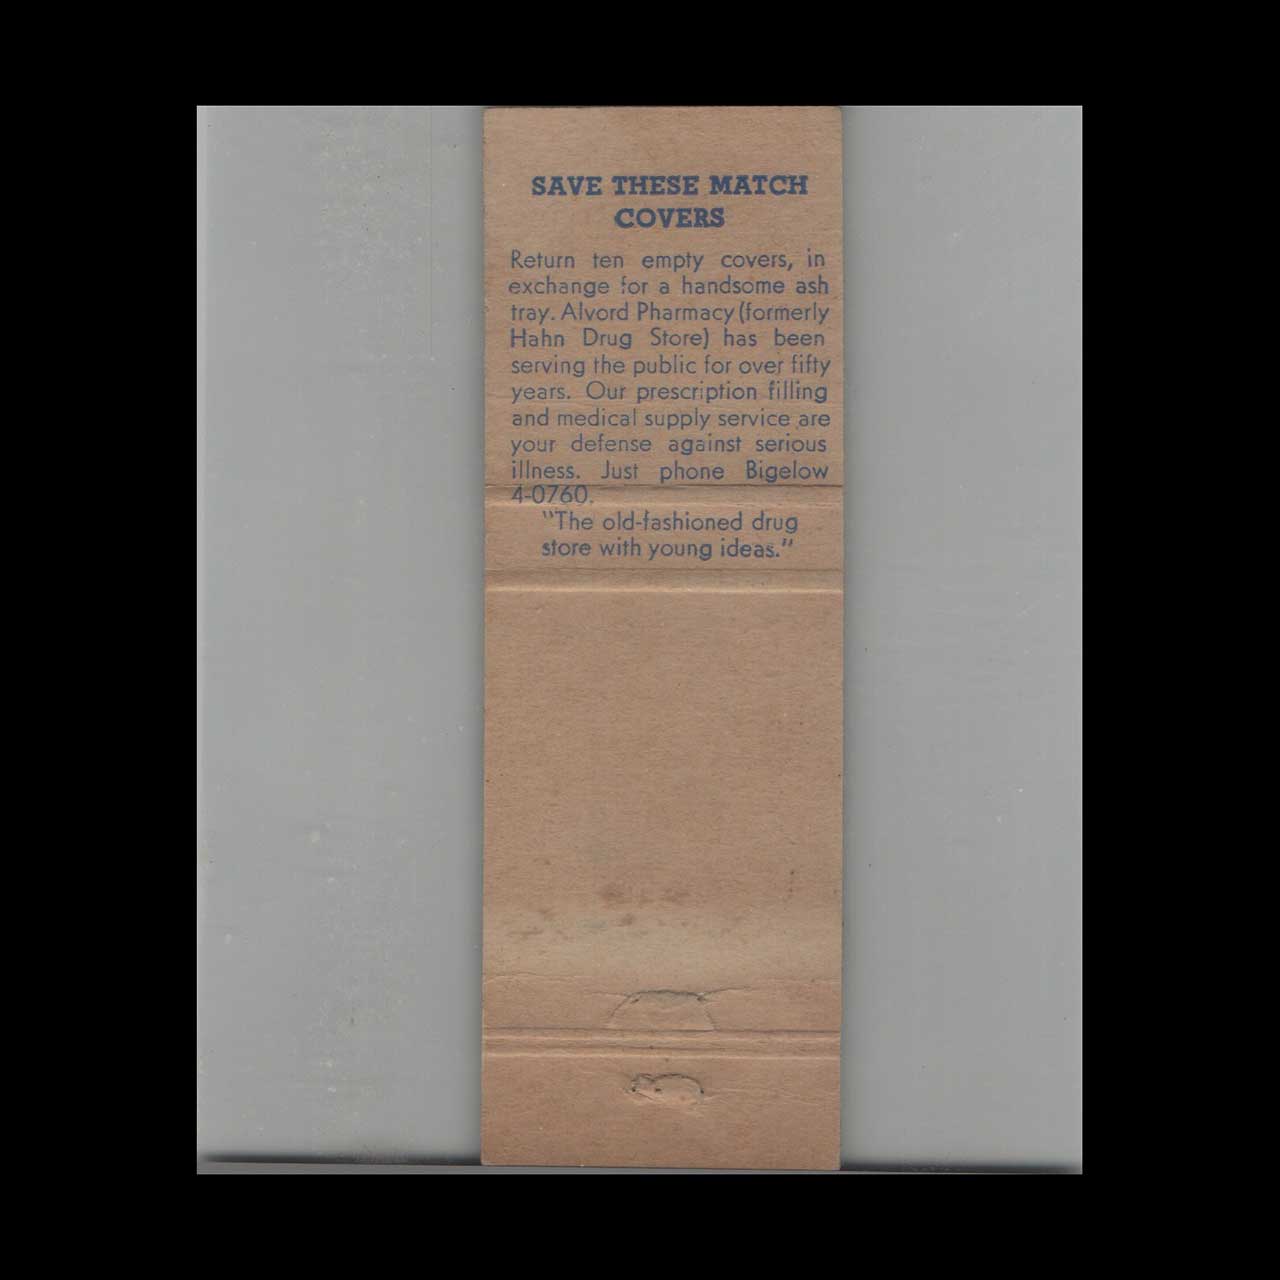 SAVE THESE MATCH
COVERS
Return ten empty covers, in
exchange for a handsome ash
tray. Alvord Pharmacy (formerly
Hahn Drug Store) has been
serving the public for over fifty
years. Our prescription filling
and medical supply service are
your defense against serious
illness. Just phone Bigelow
4-0760.
"The old-fashioned drug
store with young ideas."